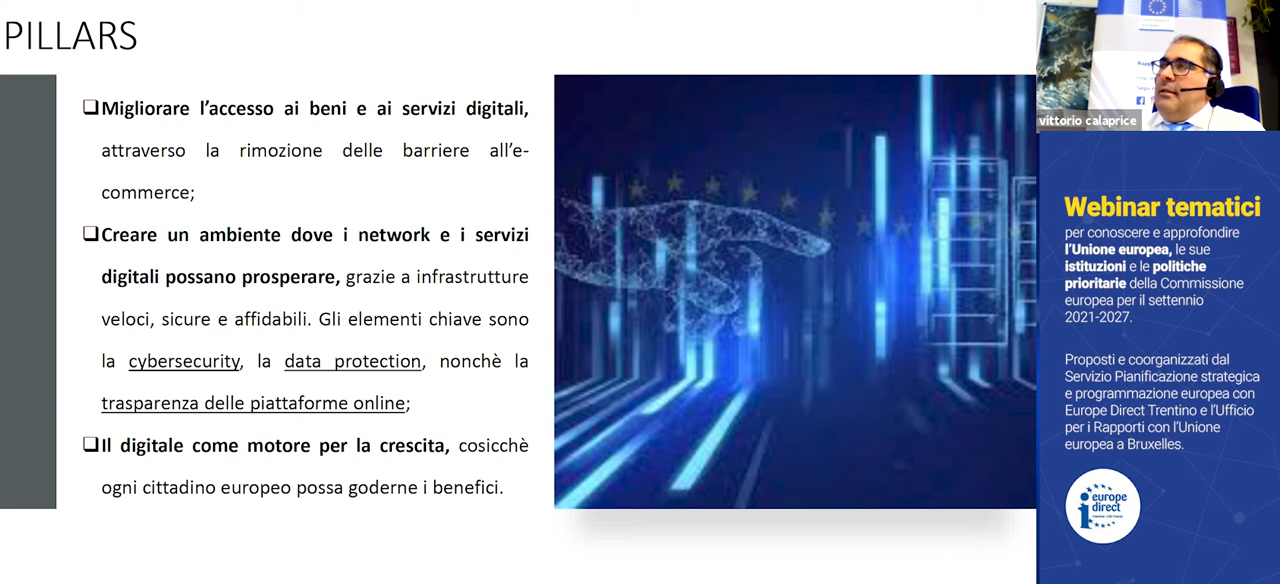 PILLARS
❑Migliorare l’accesso ai beni e ai servizi digitali,
attraverso la rimozione delle barriere all’e-
commerce;
❑Creare un ambiente dove i network e i servizi
digitali possano prosperare, grazie a infrastrutture
veloci, sicure e affidabili. Gli elementi chiave sono
la cybersecurity, la data protection, nonchè la
trasparenza delle piattaforme online;
❑Il digitale come motore per la crescita, cosicchè
ogni cittadino europeo possa goderne i benefici.
vittorio calaprice
Webinar tematici
per conoscere e approfondire
l’Unione europea, le sue
istituzioni e le politiche
prioritarie della Commissione
europea per il settennio
2021-2027.
Proposti e coorganizzati dal
Servizio Pianificazione strategica
e programmazione europea con
Europe Direct Trentino e l’Ufficio
per i Rapporti con l’Unione
europea a Bruxelles.
europe
direct